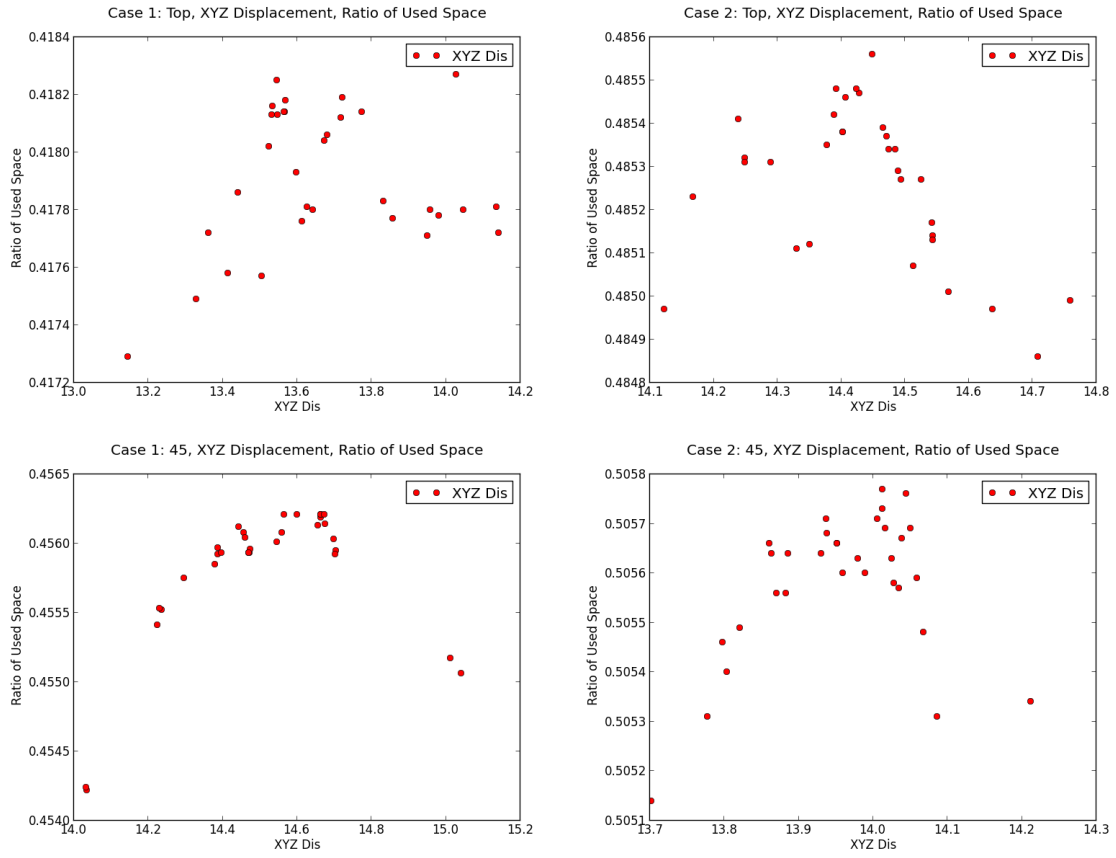 Case 1: Top, XYZ Displacement, Ratio of Used Space
0.4184
0.4182
0.4180
0.4178
0.4176
0.4174
0.4172
Ratio of Used Space
XYZ Dis
13.0 13.2 13.4 13.6 13.8 14.0 14.2
XYZ Dis
Case 2: Top, XYZ Displacement, Ratio of Used Space
0.4856
0.4855
0.4854
0.4853
0.4852
0.4851
0.4850
0.4849
0.4848
Ratio of Used Space
XYZ Dis
14.1 14.2 14.3 14.4 14.5 14.6 14.7 14.8
XYZ Dis
Case 1: 45, XYZ Displacement, Ratio of Used Space
0.4565
0.4560
0.4555
0.4550
0.4545
0.4540
Ratio of Used Space
XYZ Dis
14.0 14.2 14.4 14.6 14.8 15.0 15.2
XYZ Dis
Case 2: 45, XYZ Displacement, Ratio of Used Space
0.5058
0.5057
0.5056
0.5055
0.5054
0.5053
0.5052
0.5051
Ratio of Used Space
XYZ Dis
13.7 13.8 13.9 14.0 14.1 14.2 14.3
XYZ Dis